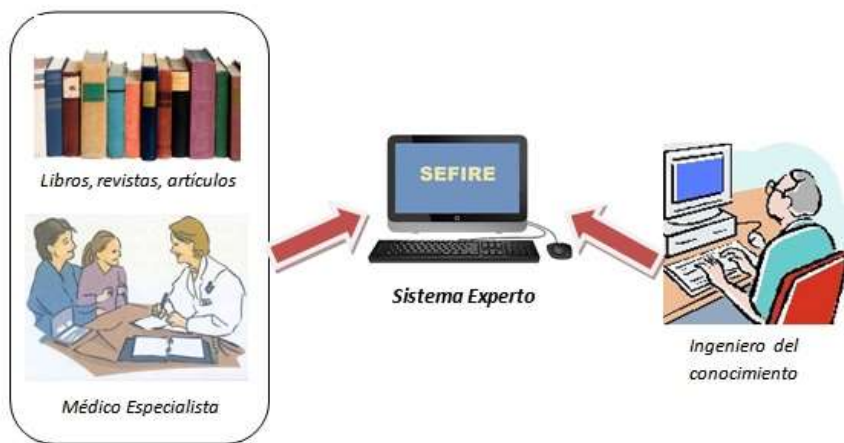 Libros, revistas, artículos
SEFIRE
Sistema Experto
Médico Especialista
Ingeniero del
conocimiento